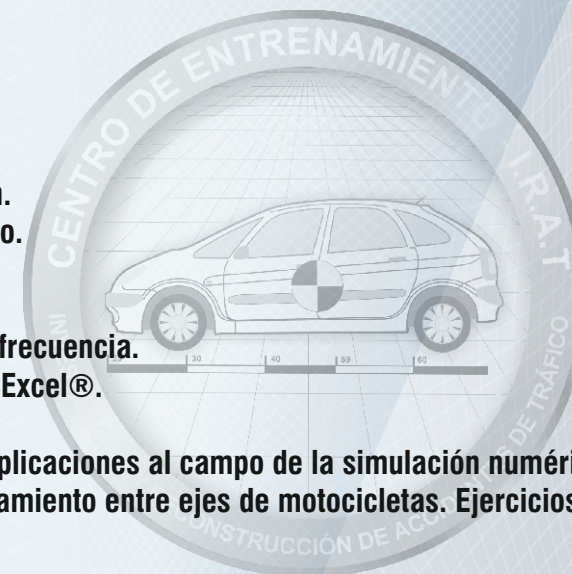 CENTRO DE ENTRENAMIENTO I.R.A.T
o.
frecuencia.
30 40 50 60
Excel®.
plicaciones al campo de la simulación numéri
amiento entre ejes de motocicletas. Ejercicios
CONSTRUCCIÓN DE ACCIDENTES DE TRÁFICO